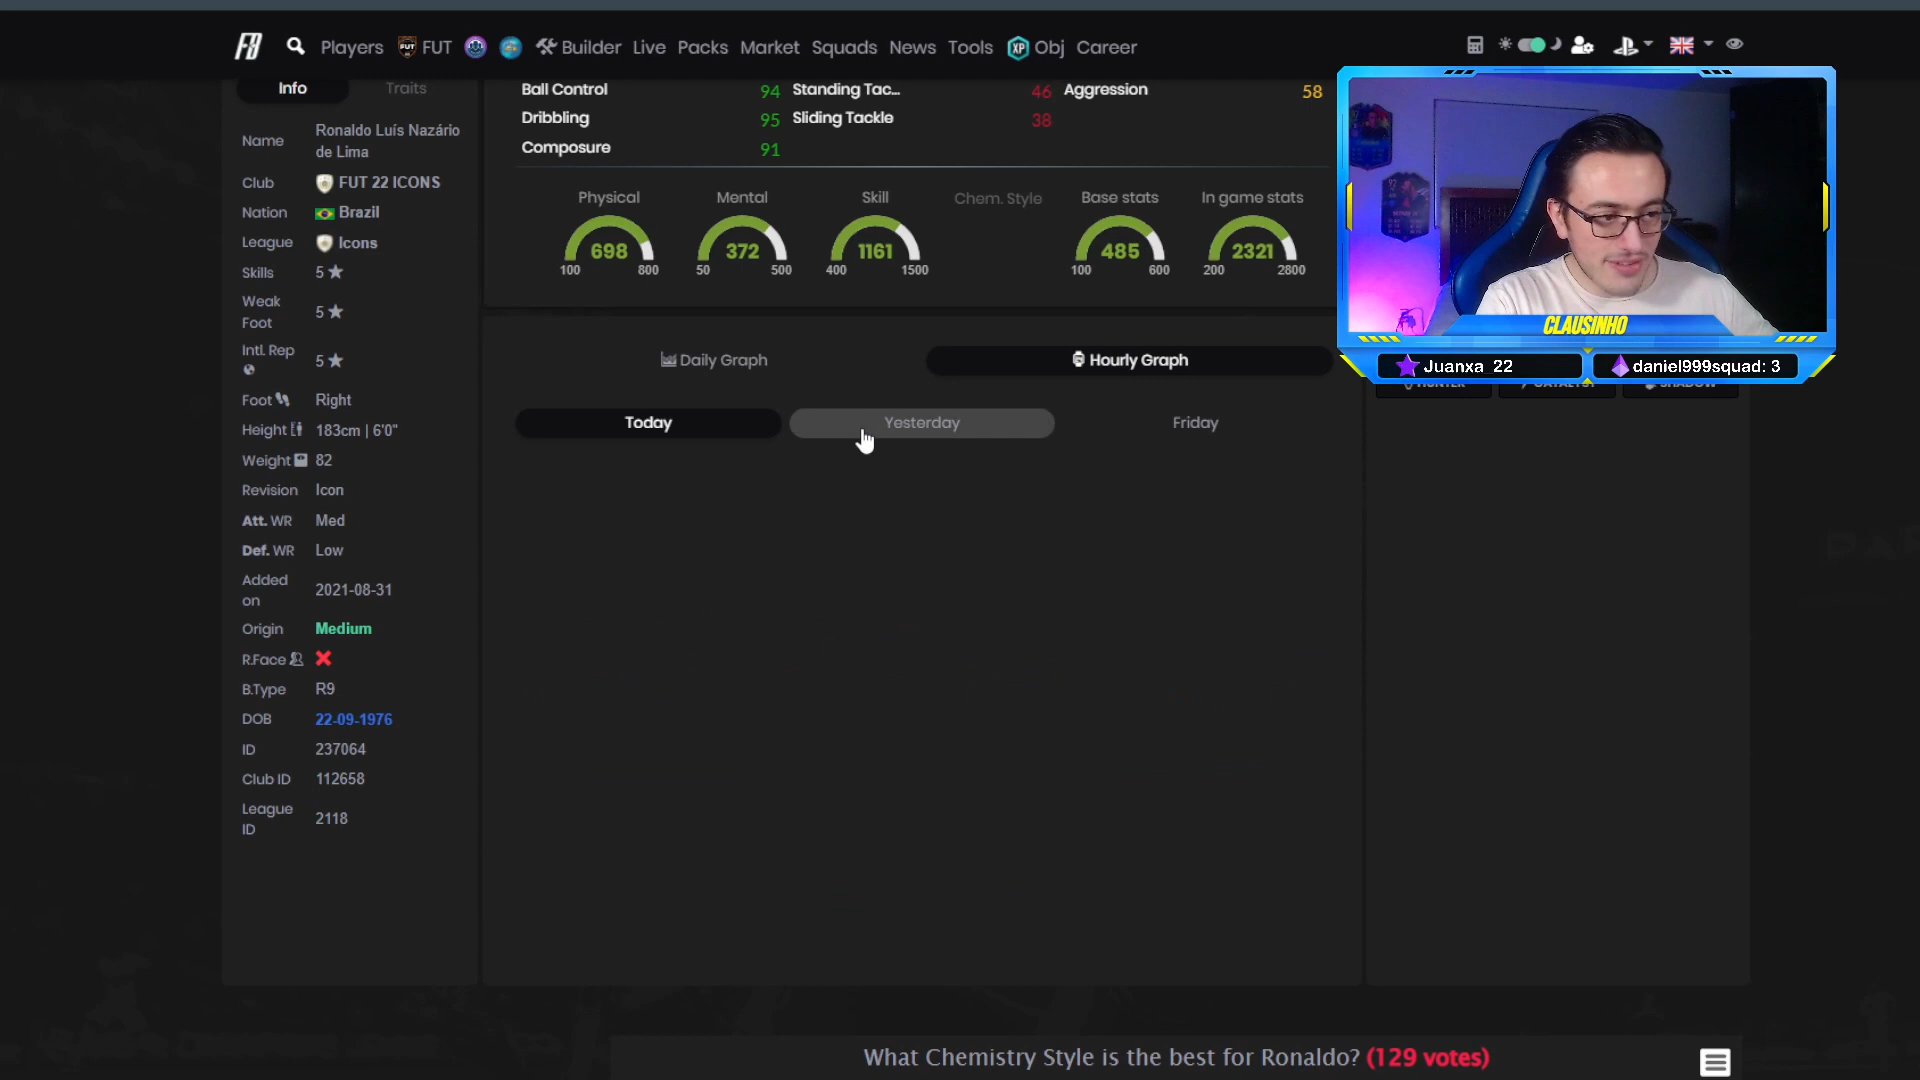 Players FUT Builder Live Packs Market Squads News Tools XP Obj Career
Info Traits
Name Ronaldo Luís Nazário de Lima
Club FUT 22 ICONS
Nation Brazil
League Icons
Skills 5
Weak Foot 5
Intl. Rep 5
Foot Right
Height 183cm | 6'0"
Weight 82
Revision Icon
Att. WR Med
Def. WR Low
Added on 2021-08-31
Origin Medium
R.Face
B.Type R9
DOB 22-09-1976
ID 237064
Club ID 112658
League ID 2118
Ball Control 94 Standing Tac... 46 Aggression 58
Dribbling 95 Sliding Tackle 38
Composure 91
Physical Mental Skill Chem. Style Base stats In game stats
698 372 1161 485 2321
100 800 50 500 400 1500 100 600 200 2800
Daily Graph Hourly Graph
Today Yesterday Friday
CLAUSINHO
Juanxa_22 daniel999squad: 3
What Chemistry Style is the best for Ronaldo? (129 votes)